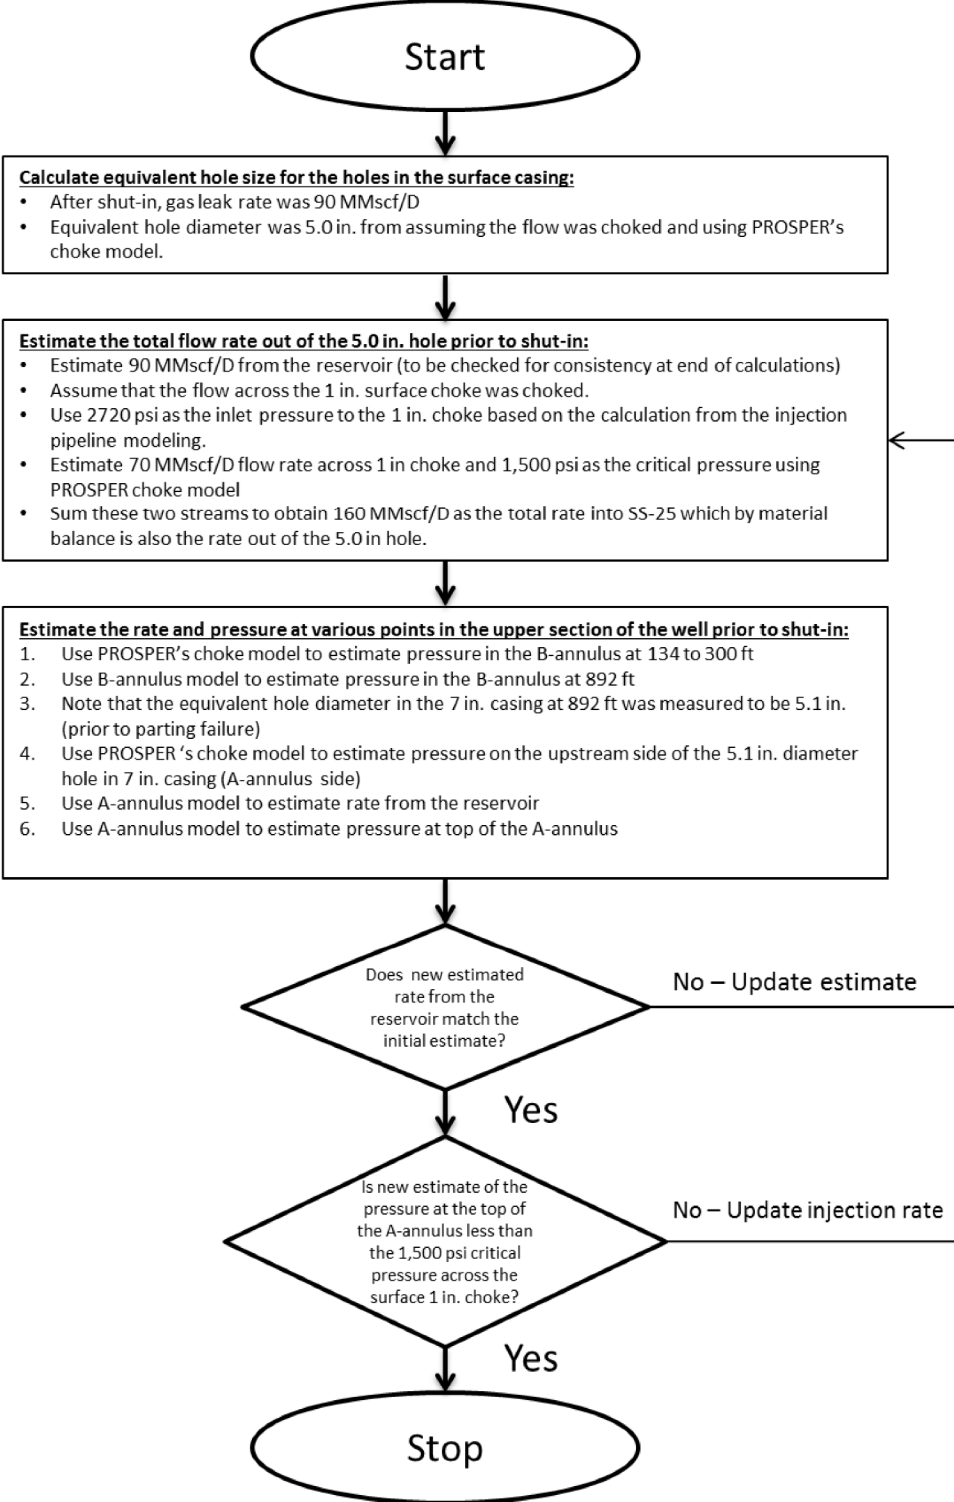 Start
Calculate equivalent hole size for the holes in the surface casing:
• After shut-in, gas leak rate was 90 MMscf/D
• Equivalent hole diameter was 5.0 in. from assuming the flow was choked and using PROSPER's
choke model.
Estimate the total flow rate out of the 5.0 in. hole prior to shut-in:
• Estimate 90 MMscf/D from the reservoir (to be checked for consistency at end of calculations)
• Assume that the flow across the 1 in. surface choke was choked.
• Use 2720 psi as the inlet pressure to the 1 in. choke based on the calculation from the injection
pipeline modeling.
• Estimate 70 MMscf/D flow rate across 1 in choke and 1,500 psi as the critical pressure using
PROSPER choke model
• Sum these two streams to obtain 160 MMscf/D as the total rate into SS-25 which by material
balance is also the rate out of the 5.0 in hole.
Estimate the rate and pressure at various points in the upper section of the well prior to shut-in:
1. Use PROSPER's choke model to estimate pressure in the B-annulus at 134 to 300 ft
2. Use B-annulus model to estimate pressure in the B-annulus at 892 ft
3. Note that the equivalent hole diameter in the 7 in. casing at 892 ft was measured to be 5.1 in.
(prior to parting failure)
4. Use PROSPER 's choke model to estimate pressure on the upstream side of the 5.1 in. diameter
hole in 7 in. casing (A-annulus side)
5. Use A-annulus model to estimate rate from the reservoir
6. Use A-annulus model to estimate pressure at top of the A-annulus
Does new estimated
rate from the
reservoir match the
initial estimate?
No – Update estimate
Yes
Is new estimate of the
pressure at the top of
the A-annulus less than
the 1,500 psi critical
pressure across the
surface 1 in. choke?
No – Update injection rate
Yes
Stop